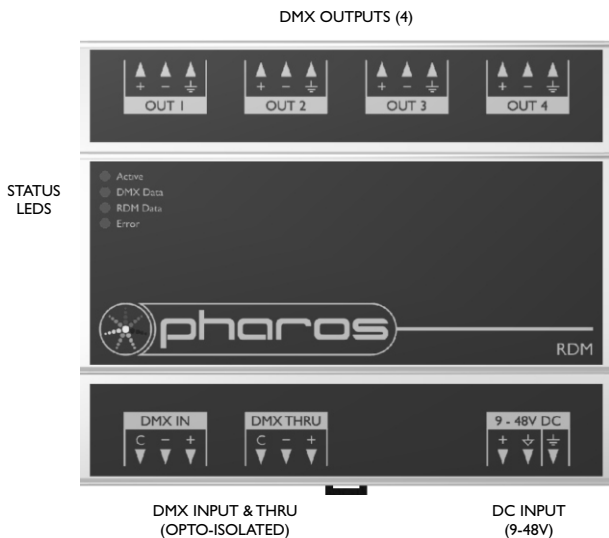 DMX OUTPUTS (4)
+ − ⏚ + − ⏚ + − ⏚ + − ⏚
OUT 1 OUT 2 OUT 3 OUT 4
STATUS
LEDS
Active
DMX Data
RDM Data
Error
pharos
RDM
DMX IN DMX THRU 9 - 48V DC
C − + C − + + ⏚ ⏚
DMX INPUT & THRU
(OPTO-ISOLATED)
DC INPUT
(9-48V)